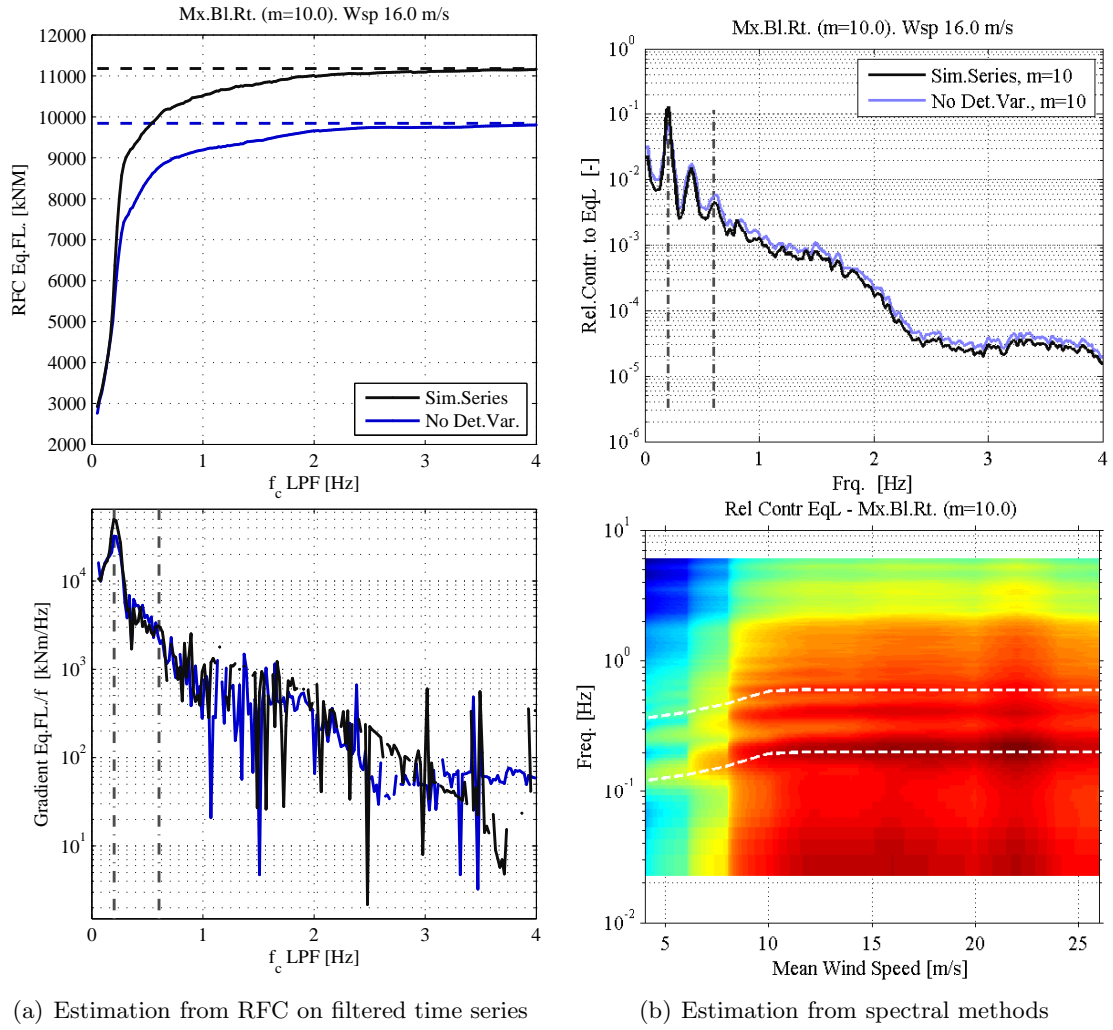 Mx.Bl.Rt. (m=10.0). Wsp 16.0 m/s
12000
11000
10000
9000
8000
7000
6000
5000
4000
3000
2000
RFC Eq.FL. [kNM]
Sim.Series
No Det.Var.
0 1 2 3 4
f_c LPF [Hz]
10^4
10^3
10^2
10^1
Gradient Eq.FL/f [kNm/Hz]
0 1 2 3 4
f_c LPF [Hz]
(a) Estimation from RFC on filtered time series
Mx.Bl.Rt. (m=10.0). Wsp 16.0 m/s
10^0
10^-1
10^-2
10^-3
10^-4
10^-5
10^-6
Rel.Contr to EqL [-]
Sim.Series, m=10
No Det.Var., m=10
0 1 2 3 4
Frq. [Hz]
Rel Contr EqL - Mx.Bl.Rt. (m=10.0)
10^1
10^0
10^-1
10^-2
Freq. [Hz]
5 10 15 20 25
Mean Wind Speed [m/s]
(b) Estimation from spectral methods